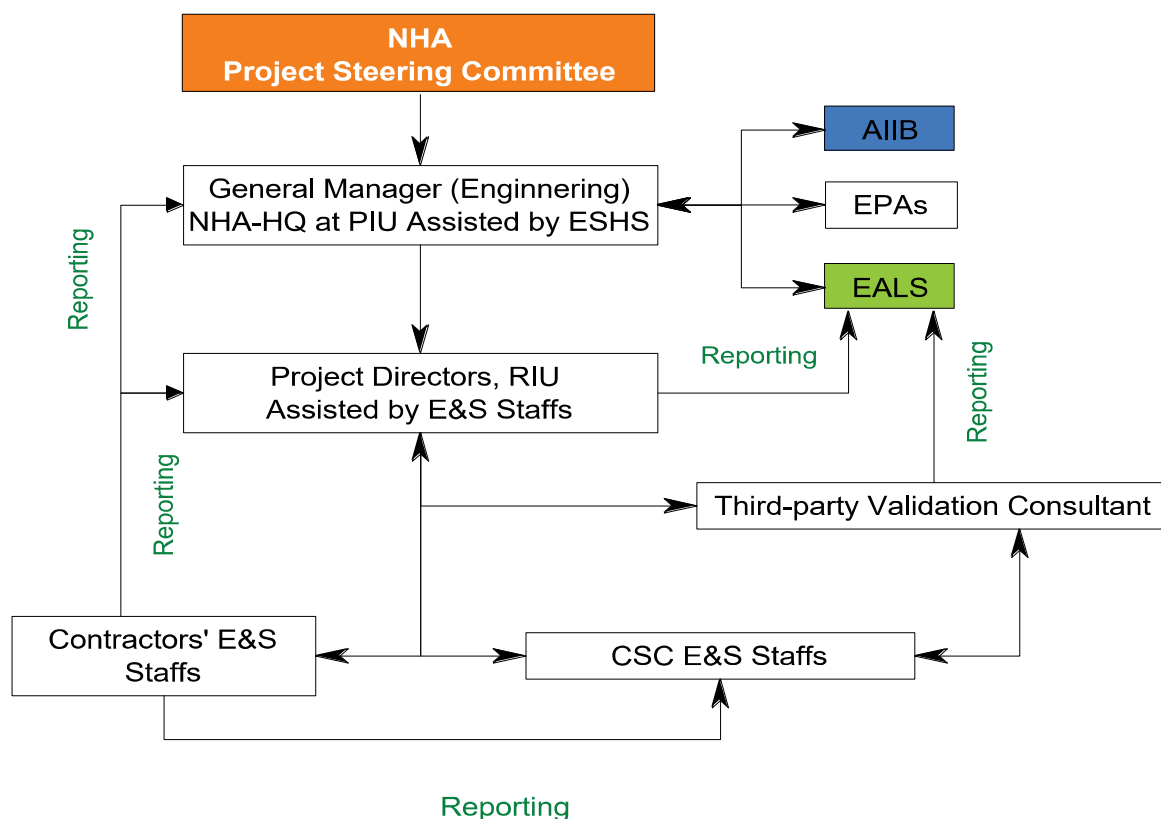 NHA
Project Steering Committee
AIIB
General Manager (Enginnering)
NHA-HQ at PIU Assisted by ESHS
EPAs
EALS
Reporting
Reporting
Reporting
Project Directors, RIU
Assisted by E&S Staffs
Reporting
Third-party Validation Consultant
Contractors' E&S
Staffs
CSC E&S Staffs
Reporting